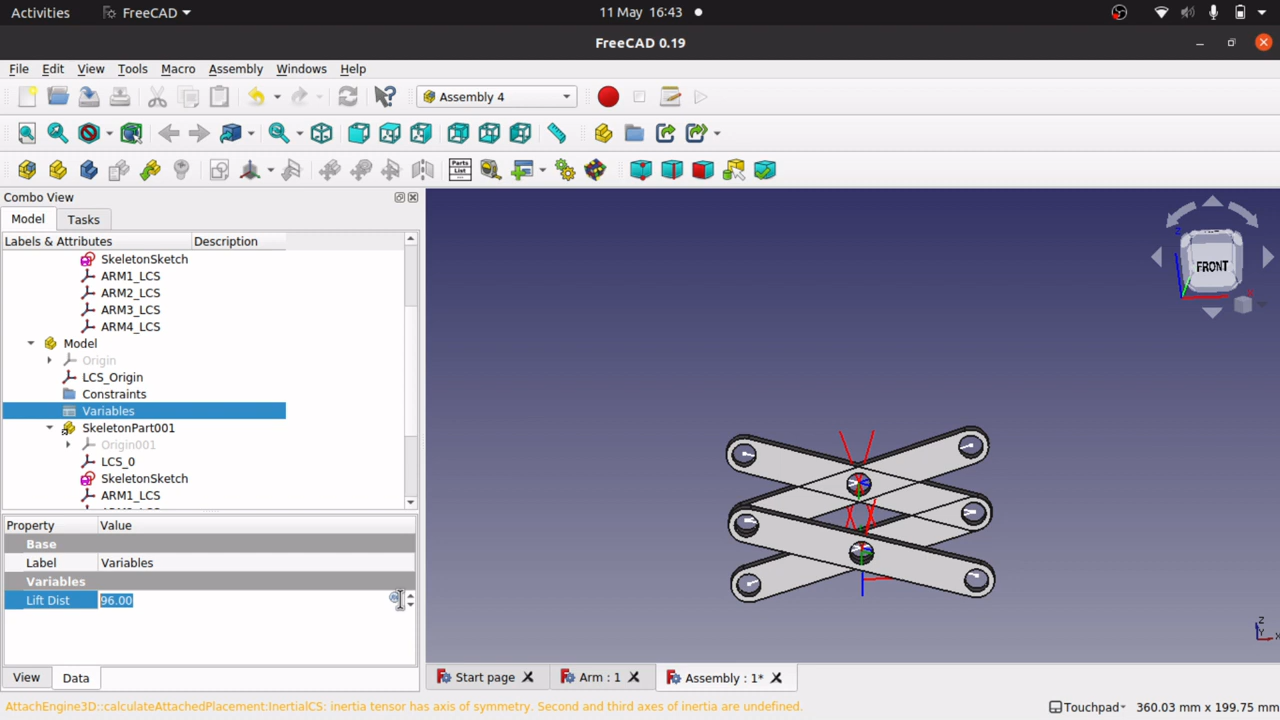 Activities FreeCAD 11 May 16:43
FreeCAD 0.19
File Edit View Tools Macro Assembly Windows Help
Assembly 4
Parts List
Combo View
Model Tasks
Labels & Attributes Description
SkeletonSketch
ARM1_LCS
ARM2_LCS
ARM3_LCS
ARM4_LCS
Model
Origin
LCS_Origin
Constraints
Variables
SkeletonPart001
Origin001
LCS_0
SkeletonSketch
ARM1_LCS
Property Value
Base
Label Variables
Variables
Lift Dist 96.00
View Data
FRONT
Z
X
Z
Y
X
Start page Arm : 1 Assembly : 1*
AttachEngine3D::calculateAttachedPlacement:InertialCS: inertia tensor has axis of symmetry. Second and third axes of inertia are undefined.
Touchpad 360.03 mm x 199.75 mm